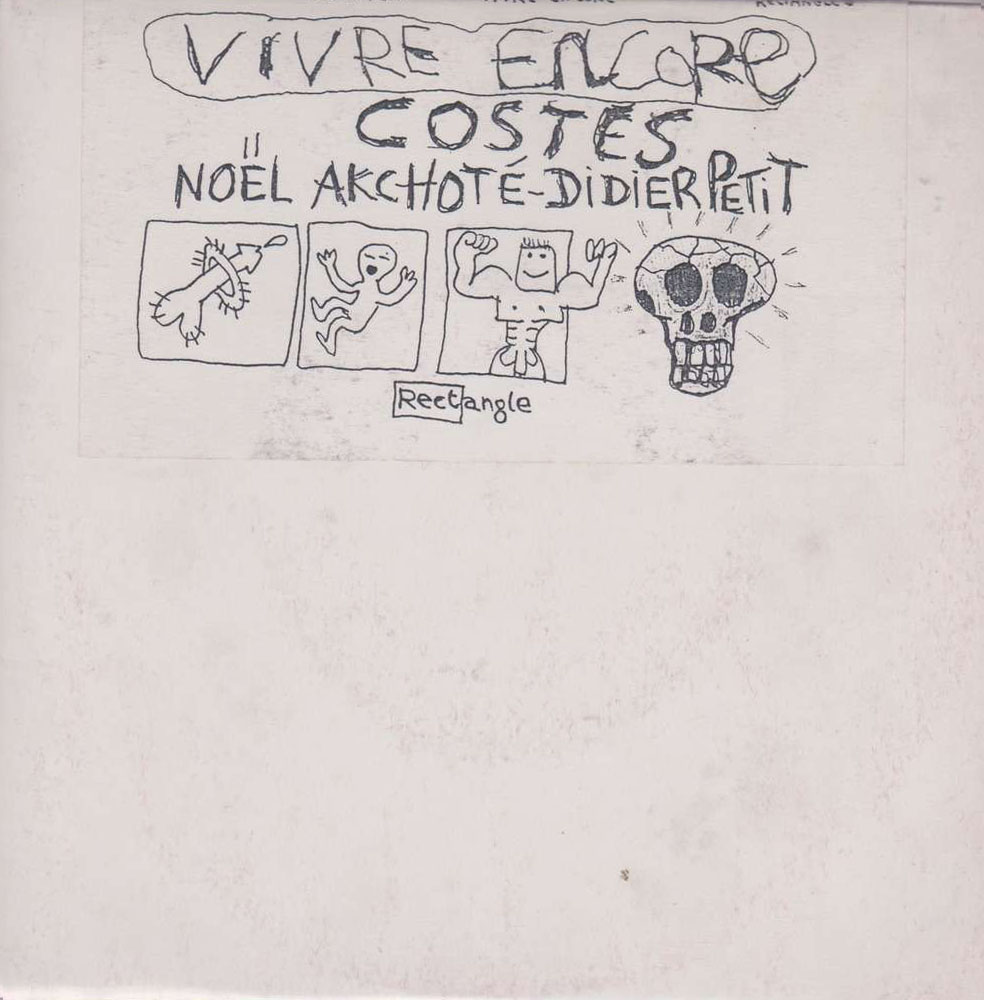 VIVRE ENCORE
COSTES
NOËL AKCHOTÉ-DIDIER PETIT
Rectangle